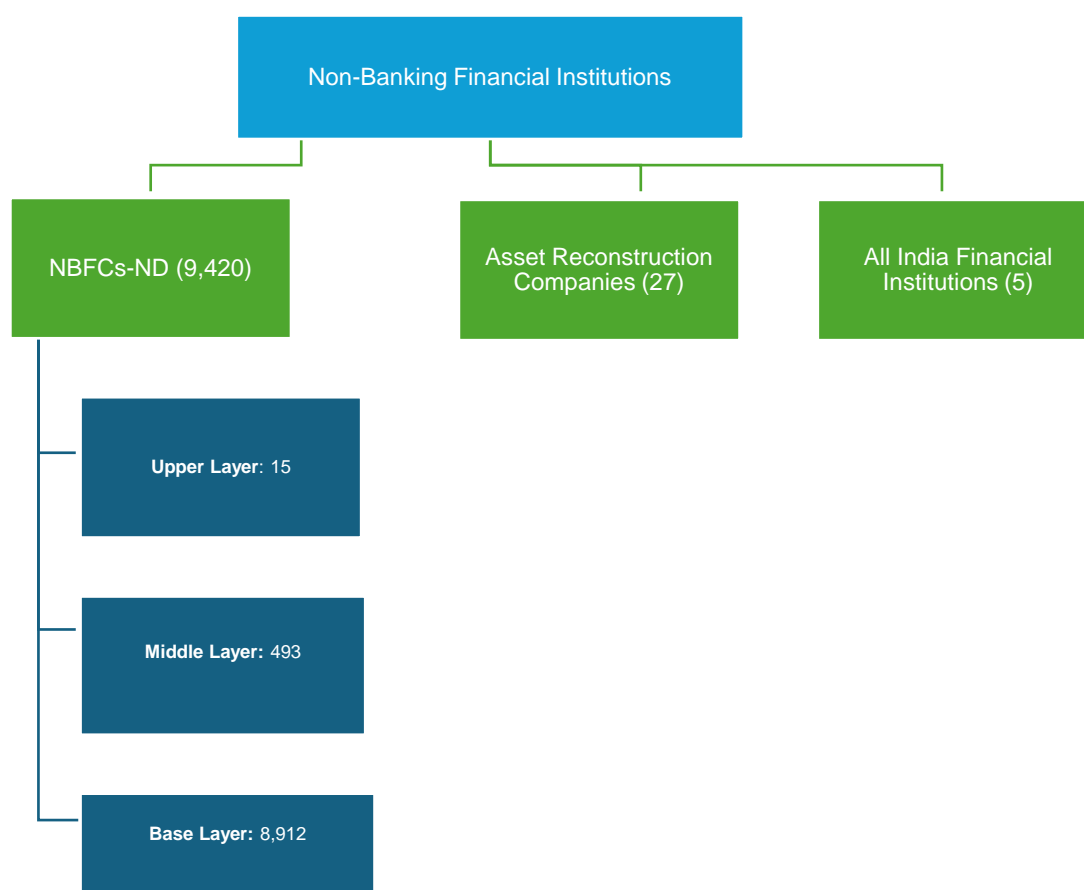 Non-Banking Financial Institutions
NBFCs-ND (9,420)
Asset Reconstruction
Companies (27)
All India Financial
Institutions (5)
Upper Layer: 15
Middle Layer: 493
Base Layer: 8,912